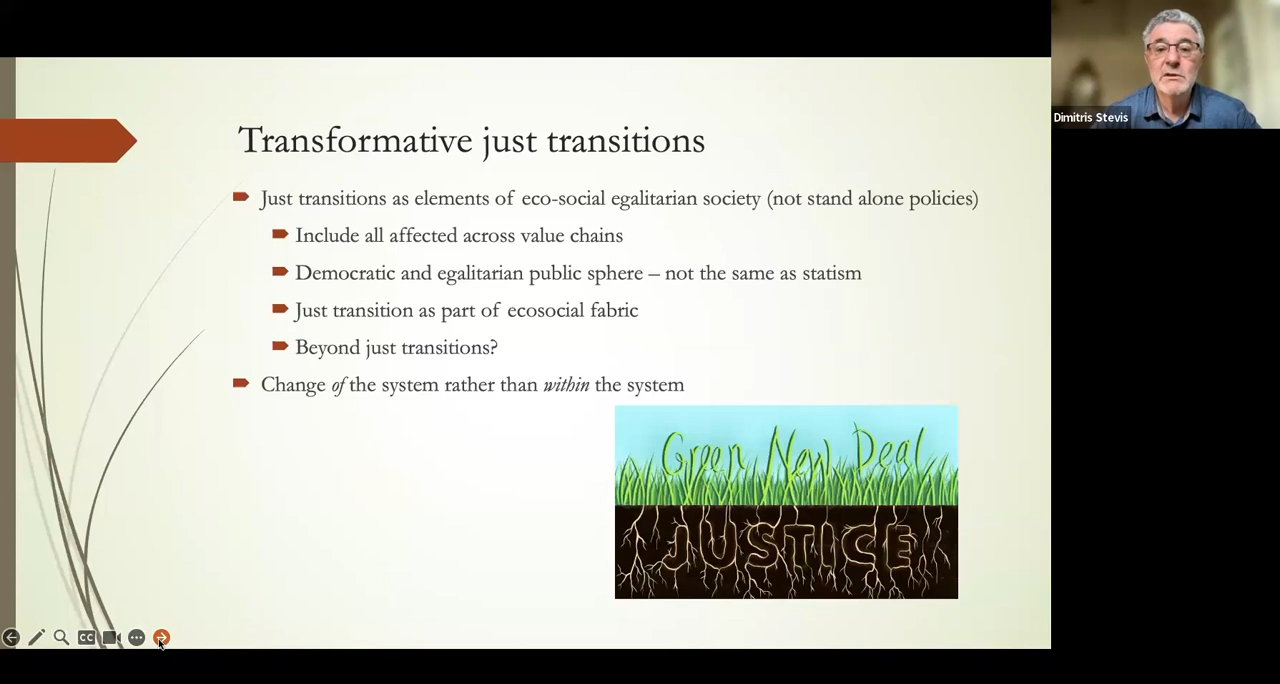 Transformative just transitions
Just transitions as elements of eco-social egalitarian society (not stand alone policies)
Include all affected across value chains
Democratic and egalitarian public sphere – not the same as statism
Just transition as part of ecosocial fabric
Beyond just transitions?
Change of the system rather than within the system
Green New Deal
JUSTICE
CC
Dimitris Stevis